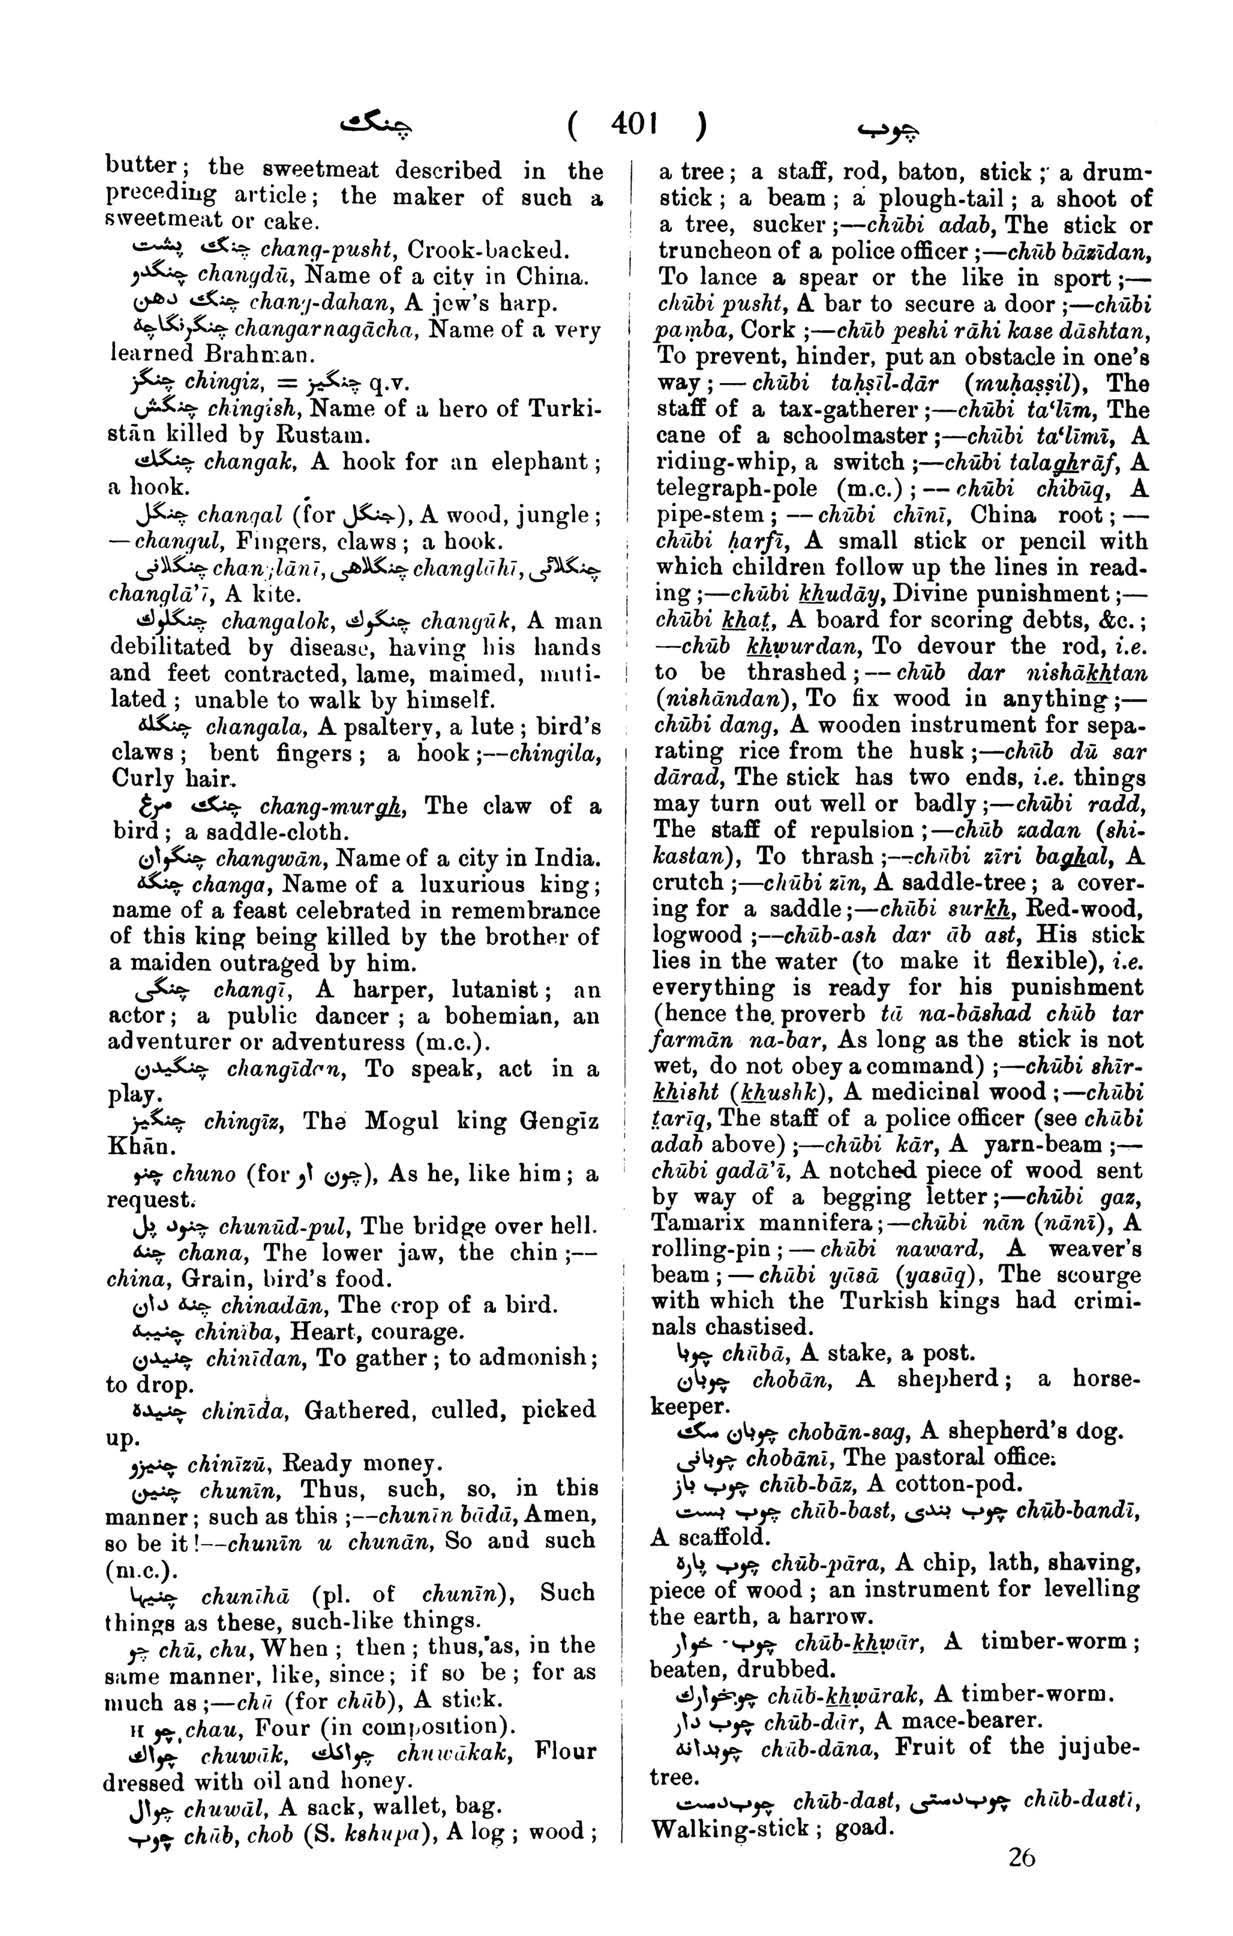 چنگ ( 401 ) چوب
butter; the sweetmeat described in the
preceding article; the maker of such a
sweetmeat or cake.
چنگ پشت chang-pusht, Crook-backed.
چنگدو changdū, Name of a city in China.
چنگ دهن chang-dahan, A jew's harp.
چنگرنگاچه changarnagācha, Name of a very
learned Brahman.
چنگز chingiz, = چنگیز q.v.
چنگش chingish, Name of a hero of Turki-
stān killed by Rustam.
چنگک changak, A hook for an elephant;
a hook.
چنگل changal (for جنگل), A wood, jungle;
—changul, Fingers, claws; a hook.
چنگلانی changlānī, چنگلاهی changlāhī, چنگلائی
changlā'ī, A kite.
چنگلوك changalok, چنگوك changūk, A man
debilitated by disease, having his hands
and feet contracted, lame, maimed, muti-
lated; unable to walk by himself.
چنگله changala, A psaltery, a lute; bird's
claws; bent fingers; a hook;—chingila,
Curly hair.
چنگ مرغ chang-murgh, The claw of a
bird; a saddle-cloth.
چنگوان changwān, Name of a city in India.
چنگه changa, Name of a luxurious king;
name of a feast celebrated in remembrance
of this king being killed by the brother of
a maiden outraged by him.
چنگی changī, A harper, lutanist; an
actor; a public dancer; a bohemian, an
adventurer or adventuress (m.c.).
چنگیدن changīdan, To speak, act in a
play.
چنگیز chingīz, The Mogul king Gengīz
Khān.
چنو chuno (for چون او), As he, like him; a
request.
چنود پل chunūd-pul, The bridge over hell.
چنه chana, The lower jaw, the chin;—
china, Grain, bird's food.
چنه دان chinadān, The crop of a bird.
چنیبه chiniba, Heart, courage.
چنیدن chinīdan, To gather; to admonish;
to drop.
چنیده chinīda, Gathered, culled, picked
up.
چنیزو chinīzū, Ready money.
چنین chunīn, Thus, such, so, in this
manner; such as this;—chunīn bādā, Amen,
so be it!—chunīn u chunān, So and such
(m.c.).
چنیها chunīhā (pl. of chunīn), Such
things as these, such-like things.
چو chū, chu, When; then; thus, as, in the
same manner, like, since; if so be; for as
much as;—chū (for chūb), A stick.
H چو chau, Four (in composition).
چواك chuwāk, چواكك chuwākak, Flour
dressed with oil and honey.
چوال chuwāl, A sack, wallet, bag.
چوب chūb, chob (S. kshupa), A log; wood;
a tree; a staff, rod, baton, stick; a drum-
stick; a beam; a plough-tail; a shoot of
a tree, sucker;—chūbi adab, The stick or
truncheon of a police officer;—chūb bāzīdan,
To lance a spear or the like in sport;—
chūbi pusht, A bar to secure a door;—chūbi
paṃba, Cork;—chūb peshi rāhi kase dāshtan,
To prevent, hinder, put an obstacle in one's
way;—chūbi taḥṣīl-dār (muḥaṣṣil), The
staff of a tax-gatherer;—chūbi ta‘līm, The
cane of a schoolmaster;—chūbi ta‘līmī, A
riding-whip, a switch;—chūbi talaghrāf, A
telegraph-pole (m.c.);—chūbi chibūq, A
pipe-stem;—chūbi chīnī, China root;—
chūbi ḥarfī, A small stick or pencil with
which children follow up the lines in read-
ing;—chūbi khudāy, Divine punishment;—
chūbi khaṭ, A board for scoring debts, &c.;
—chūb khẉurdan, To devour the rod, i.e.
to be thrashed;—chūb dar nishākhtan
(nishāndan), To fix wood in anything;—
chūbi dang, A wooden instrument for sepa-
rating rice from the husk;—chūb dū sar
dārad, The stick has two ends, i.e. things
may turn out well or badly;—chūbi radd,
The staff of repulsion;—chūb zadan (shi-
kastan), To thrash;—chūbi zīri baghal, A
crutch;—chūbi zīn, A saddle-tree; a cover-
ing for a saddle;—chūbi surkh, Red-wood,
logwood;—chūb-ash dar āb ast, His stick
lies in the water (to make it flexible), i.e.
everything is ready for his punishment
(hence the proverb tā na-bāshad chūb tar
farmān na-bar, As long as the stick is not
wet, do not obey a command);—chūbi shīr-
khisht (khushk), A medicinal wood;—chūbi
ṭarīq, The staff of a police officer (see chūbi
adab above);—chūbi kār, A yarn-beam;—
chūbi gadā'ī, A notched piece of wood sent
by way of a begging letter;—chūbi gaz,
Tamarix mannifera;—chūbi nān (nānī), A
rolling-pin;—chūbi naward, A weaver's
beam;—chūbi yāsā (yasāq), The scourge
with which the Turkish kings had crimi-
nals chastised.
چوبا chūbā, A stake, a post.
چوبان chobān, A shepherd; a horse-
keeper.
چوبان سگ chobān-sag, A shepherd's dog.
چوبانی chobānī, The pastoral office.
چوب باز chūb-bāz, A cotton-pod.
چوب بست chūb-bast, چوب بندی chūb-bandī,
A scaffold.
چوب پاره chūb-pāra, A chip, lath, shaving,
piece of wood; an instrument for levelling
the earth, a harrow.
چوب خوار chūb-khẉār, A timber-worm;
beaten, drubbed.
چوبخوارك chūb-khẉārak, A timber-worm.
چوب دار chūb-dār, A mace-bearer.
چوبدانه chūb-dāna, Fruit of the jujube-
tree.
چوبدست chūb-dast, چوبدستی chūb-dastī,
Walking-stick; goad.
26